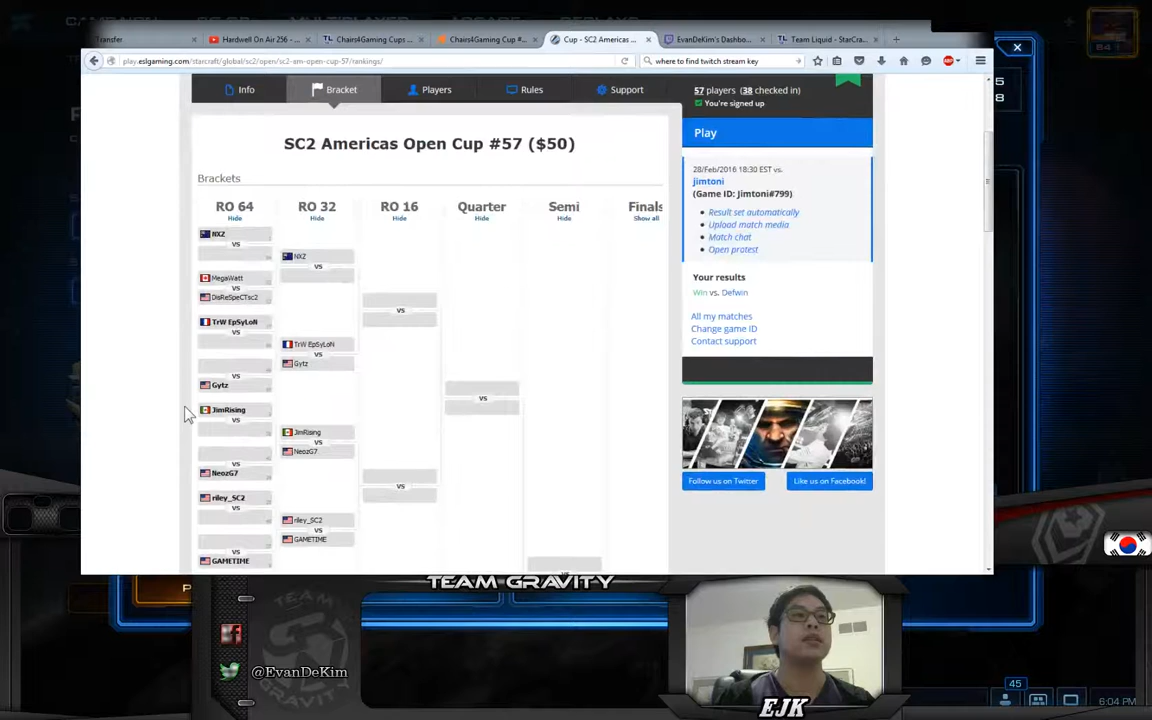 Transfer
Hardwell On Air 256 - ...
Chairs4Gaming Cups ...
Chairs4Gaming Cup #...
Cup - SC2 Americas ...
EvanDeKim's Dashbo...
Team Liquid - StarCra...
play.eslgaming.com/starcraft/global/sc2/open/sc2-am-open-cup-57/rankings/
where to find twitch stream key
Info
Bracket
Players
Rules
Support
57 players (38 checked in)
You're signed up
SC2 Americas Open Cup #57 ($50)
Play
28/Feb/2016 18:30 EST vs.
jimtoni
(Game ID: Jimtoni#799)
Result set automatically
Upload match media
Match chat
Open protest
Your results
Win vs. Defwin
All my matches
Change game ID
Contact support
Follow us on Twitter
Like us on Facebook!
Brackets
RO 64
RO 32
RO 16
Quarter
Semi
Finals
Hide
Hide
Hide
Hide
Hide
Show all
NXZ
vs
NXZ
vs
MegaWatt
vs
DisReSpeCTsc2
vs
TrW EpSyLoN
vs
TrW EpSyLoN
vs
Gytz
vs
Gytz
vs
JimRising
vs
JimRising
vs
NeozG7
vs
NeozG7
vs
riley_SC2
vs
riley_SC2
vs
GAMETIME
vs
GAMETIME
TEAM GRAVITY
@EvanDeKim
EJK
45
6:04 PM